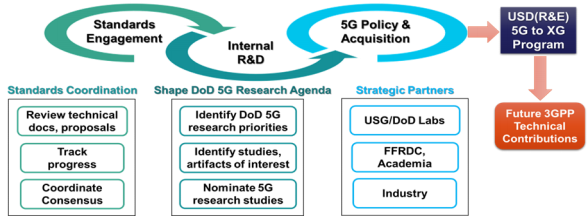 Standards
Engagement
Internal
R&D
5G Policy &
Acquisition
USD(R&E)
5G to XG
Program
Future 3GPP
Technical
Contributions
Standards Coordination
Review technical
docs, proposals
Track
progress
Coordinate
Consensus
Shape DoD 5G Research Agenda
Identify DoD 5G
research priorities
Identify studies,
artifacts of interest
Nominate 5G
research studies
Strategic Partners
USG/DoD Labs
FFRDC,
Academia
Industry